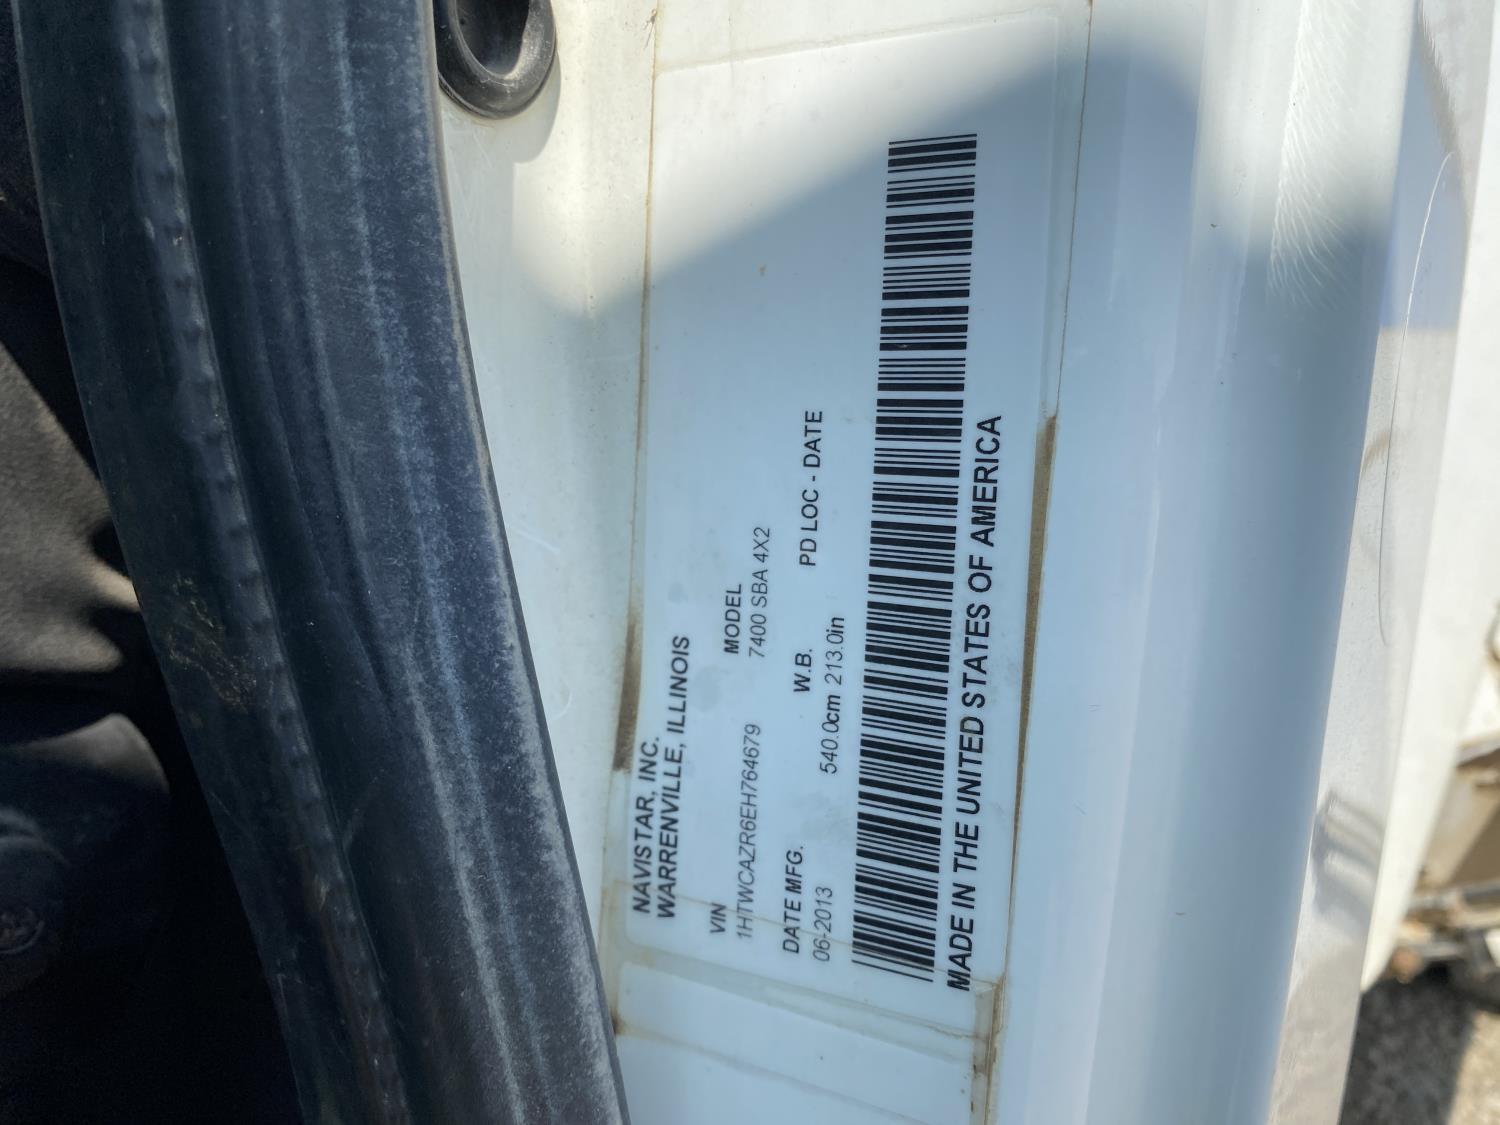 NAVISTAR, INC.
WARRENVILLE, ILLINOIS
VIN MODEL
1HTWCAZR6EH764679 7400 SBA 4X2
DATE MFG. W.B. PD LOC - DATE
06-2013 540.0cm 213.0in
MADE IN THE UNITED STATES OF AMERICA